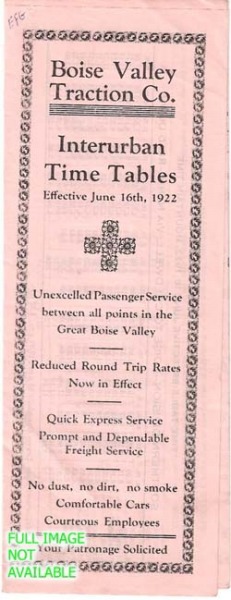 EFG
Boise Valley
Traction Co.
Interurban
Time Tables
Effective June 16th, 1922
Unexcelled Passenger Service
between all points in the
Great Boise Valley
Reduced Round Trip Rates
Now in Effect
Quick Express Service
Prompt and Dependable
Freight Service
No dust, no dirt, no smoke
Comfortable Cars
Courteous Employees
FULL IMAGE
NOT
AVAILABLE
Your Patronage Solicited